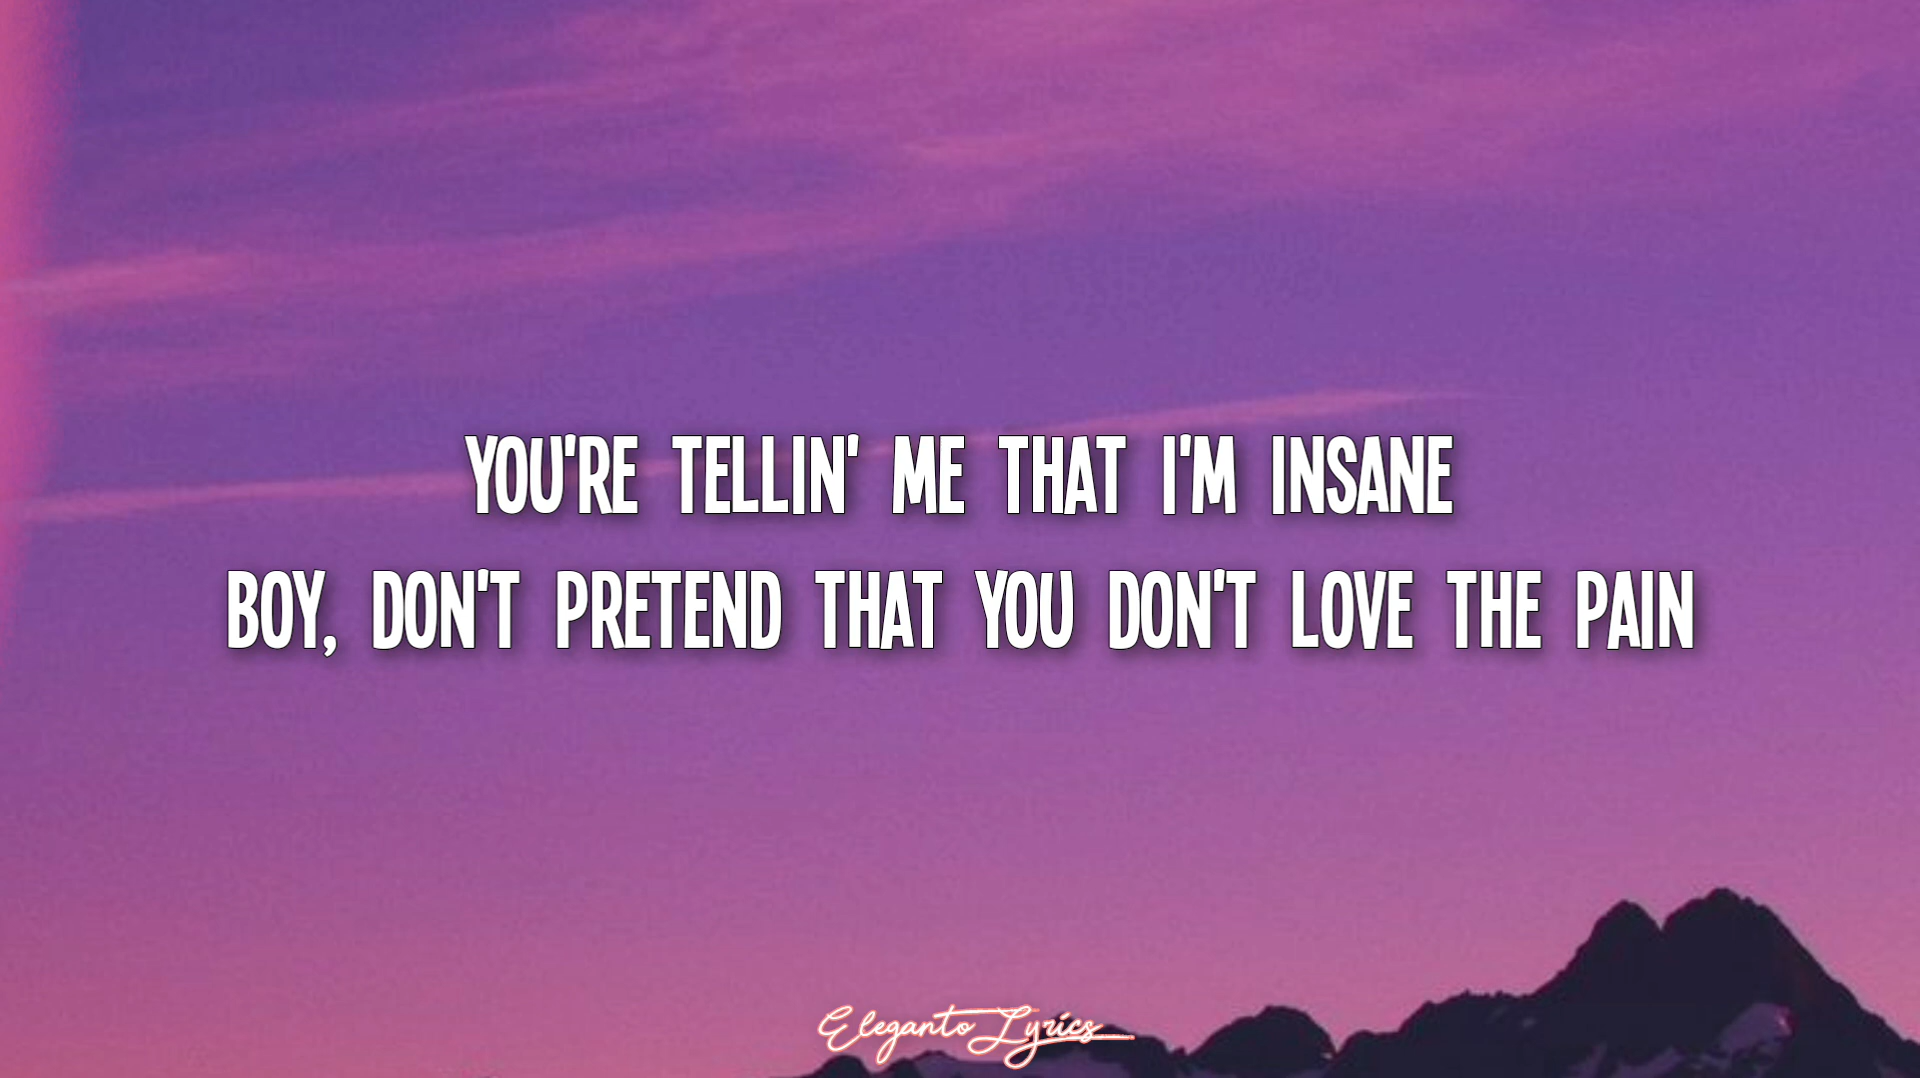 YOU'RE TELLIN' ME THAT I'M INSANE
BOY, DON'T PRETEND THAT YOU DON'T LOVE THE PAIN
Eleganto Lyrics